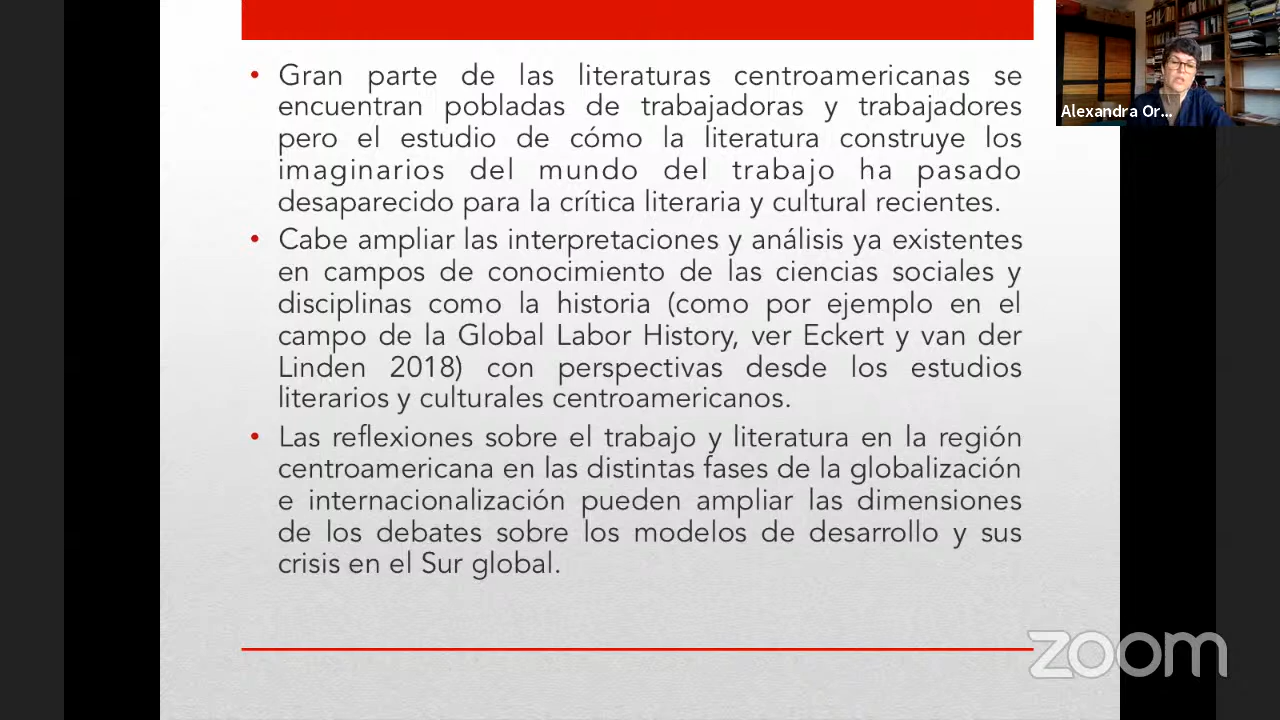 • Gran parte de las literaturas centroamericanas se
encuentran pobladas de trabajadoras y trabajadores
pero el estudio de cómo la literatura construye los
imaginarios del mundo del trabajo ha pasado
desaparecido para la crítica literaria y cultural recientes.
• Cabe ampliar las interpretaciones y análisis ya existentes
en campos de conocimiento de las ciencias sociales y
disciplinas como la historia (como por ejemplo en el
campo de la Global Labor History, ver Eckert y van der
Linden 2018) con perspectivas desde los estudios
literarios y culturales centroamericanos.
• Las reflexiones sobre el trabajo y literatura en la región
centroamericana en las distintas fases de la globalización
e internacionalización pueden ampliar las dimensiones
de los debates sobre los modelos de desarrollo y sus
crisis en el Sur global.
Alexandra Or...
zoom